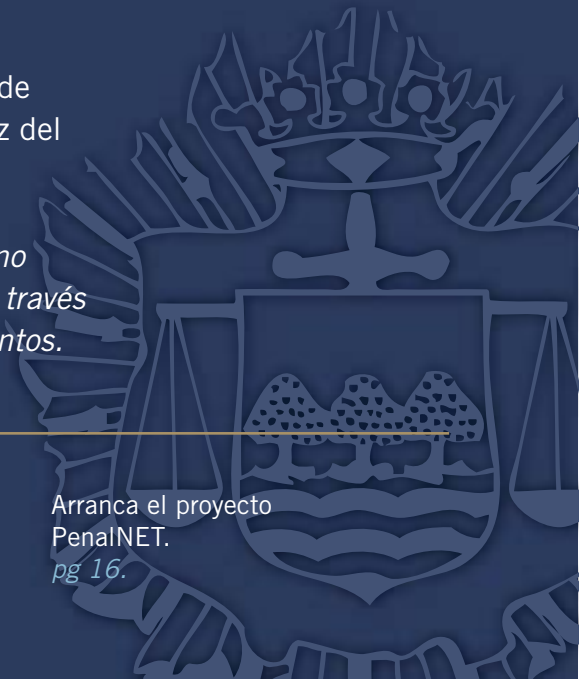 de
z del
no
través
ntos.
Arranca el proyecto
PenalNET.
pg 16.